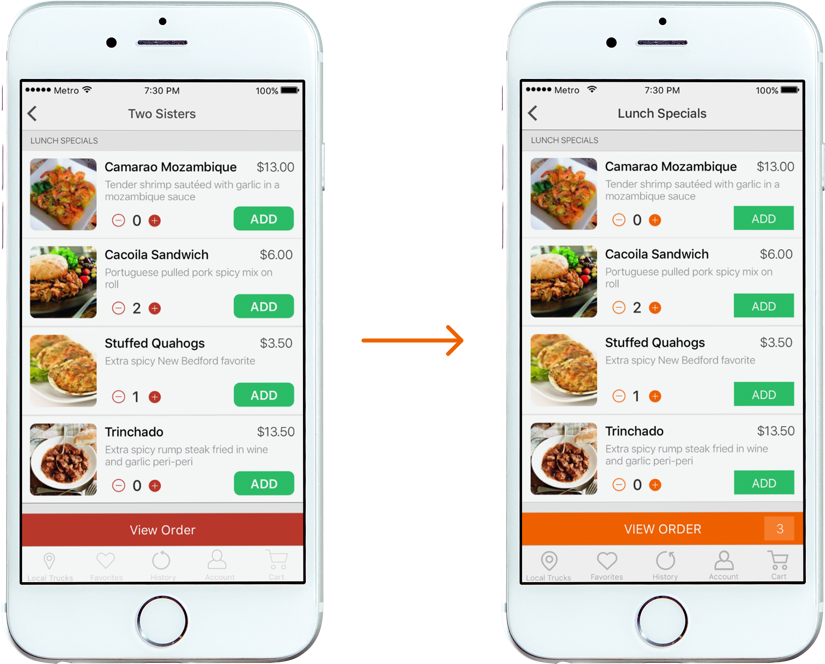 Metro 7:30 PM 100%
Two Sisters
LUNCH SPECIALS
Camarao Mozambique $13.00
Tender shrimp sautéed with garlic in a
mozambique sauce
0 ADD
Cacoila Sandwich $6.00
Portuguese pulled pork spicy mix on
roll
2 ADD
Stuffed Quahogs $3.50
Extra spicy New Bedford favorite
1 ADD
Trinchado $13.50
Extra spicy rump steak fried in wine
and garlic peri-peri
0 ADD
View Order
Local Trucks Favorites History Account Cart
Metro 7:30 PM 100%
Lunch Specials
LUNCH SPECIALS
Camarao Mozambique $13.00
Tender shrimp sautéed with garlic in a
mozambique sauce
0 ADD
Cacoila Sandwich $6.00
Portuguese pulled pork spicy mix on
roll
2 ADD
Stuffed Quahogs $3.50
Extra spicy New Bedford favorite
1 ADD
Trinchado $13.50
Extra spicy rump steak fried in wine
and garlic peri-peri
0 ADD
VIEW ORDER 3
Local Trucks Favorites History Account Cart